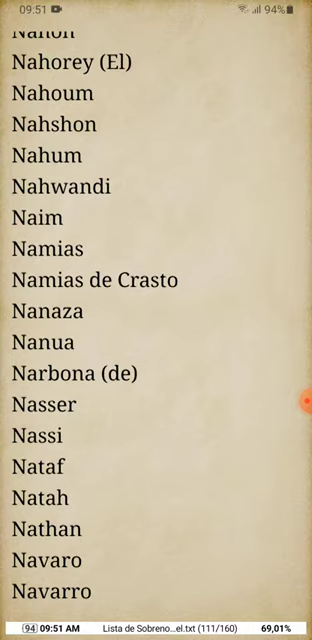 09:51 94%
Nahon
Nahorey (El)
Nahoum
Nahshon
Nahum
Nahwandi
Naim
Namias
Namias de Crasto
Nanaza
Nanua
Narbona (de)
Nasser
Nassi
Nataf
Natah
Nathan
Navaro
Navarro
94 09:51 AM Lista de Sobreno...el.txt (111/160) 69,01%